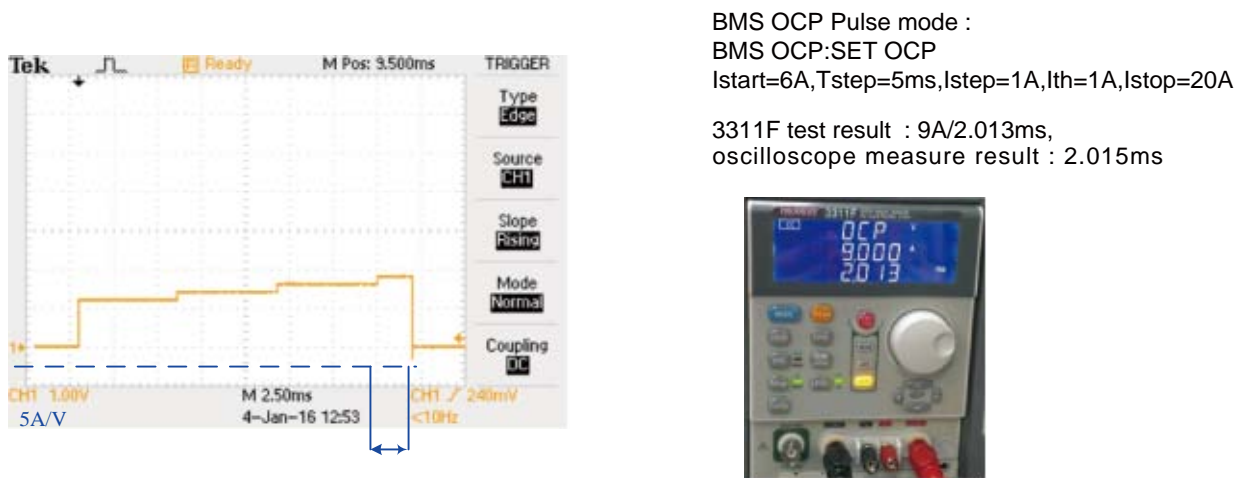 BMS OCP Pulse mode :
BMS OCP:SET OCP
Istart=6A,Tstep=5ms,Istep=1A,Ith=1A,Istop=20A
3311F test result : 9A/2.013ms,
oscilloscope measure result : 2.015ms
Tek Ready M Pos: 9.500ms TRIGGER
Type
Edge
Source
CH1
Slope
Rising
Mode
Normal
Coupling
DC
1
CH1 1.00V M 2.50ms CH1 240mV
4-Jan-16 12:53 <10Hz
5A/V
3311F
OCP V
9.000 A
2.013